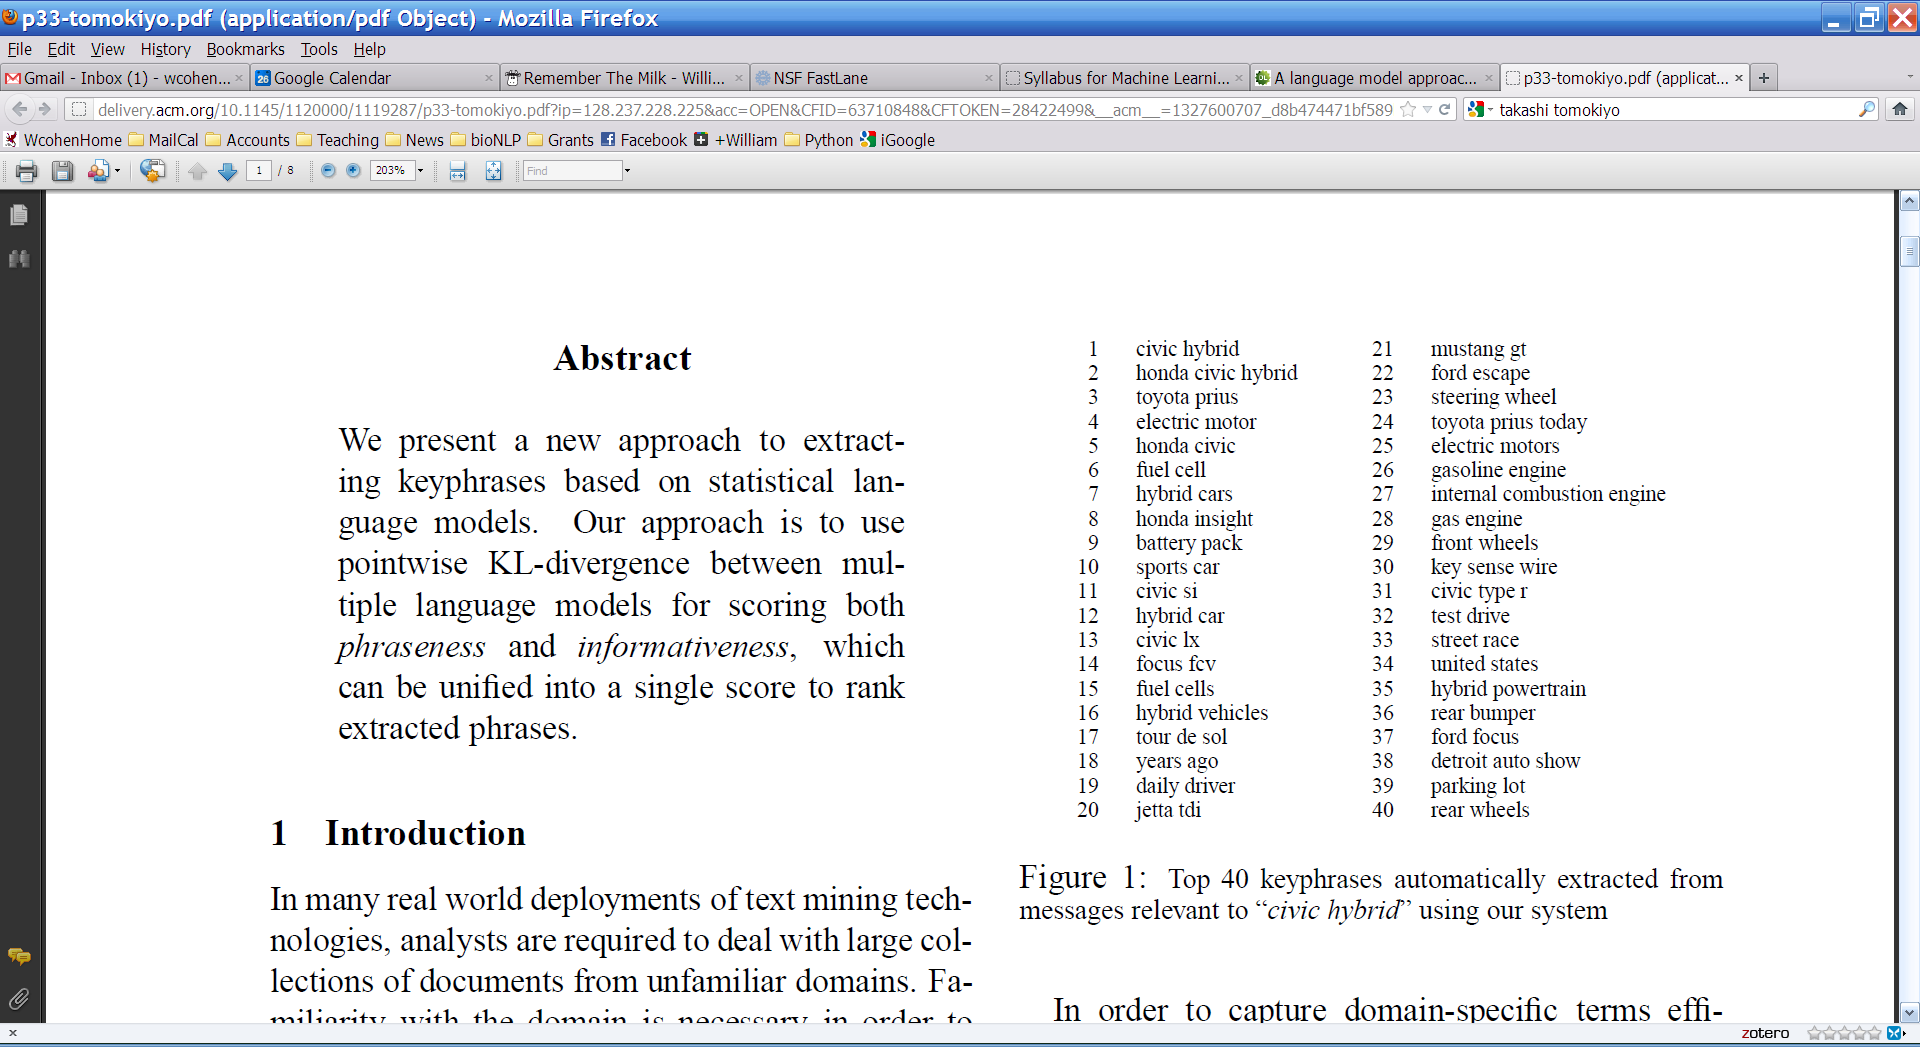 p33-tomokiyo.pdf (application/pdf Object) - Mozilla Firefox
File Edit View History Bookmarks Tools Help
Gmail - Inbox (1) - wcohen... Google Calendar Remember The Milk - Willi... NSF FastLane Syllabus for Machine Learni... A language model approac... p33-tomokiyo.pdf (applicat...
delivery.acm.org/10.1145/1120000/1119287/p33-tomokiyo.pdf?ip=128.237.228.225&acc=OPEN&CFID=63710848&CFTOKEN=28422499&__acm__=1327600707_d8b474471bf589 takashi tomokiyo
WcohenHome MailCal Accounts Teaching News bioNLP Grants Facebook +William Python iGoogle
1 / 8 203% Find
Abstract
We present a new approach to extract-
ing keyphrases based on statistical lan-
guage models. Our approach is to use
pointwise KL-divergence between mul-
tiple language models for scoring both
phraseness and informativeness, which
can be unified into a single score to rank
extracted phrases.
1 Introduction
In many real world deployments of text mining tech-
nologies, analysts are required to deal with large col-
lections of documents from unfamiliar domains. Fa-
miliarity with the domain is necessary in order to
1 civic hybrid 21 mustang gt
2 honda civic hybrid 22 ford escape
3 toyota prius 23 steering wheel
4 electric motor 24 toyota prius today
5 honda civic 25 electric motors
6 fuel cell 26 gasoline engine
7 hybrid cars 27 internal combustion engine
8 honda insight 28 gas engine
9 battery pack 29 front wheels
10 sports car 30 key sense wire
11 civic si 31 civic type r
12 hybrid car 32 test drive
13 civic lx 33 street race
14 focus fcv 34 united states
15 fuel cells 35 hybrid powertrain
16 hybrid vehicles 36 rear bumper
17 tour de sol 37 ford focus
18 years ago 38 detroit auto show
19 daily driver 39 parking lot
20 jetta tdi 40 rear wheels
Figure 1: Top 40 keyphrases automatically extracted from
messages relevant to “civic hybrid” using our system
In order to capture domain-specific terms effi-
zotero